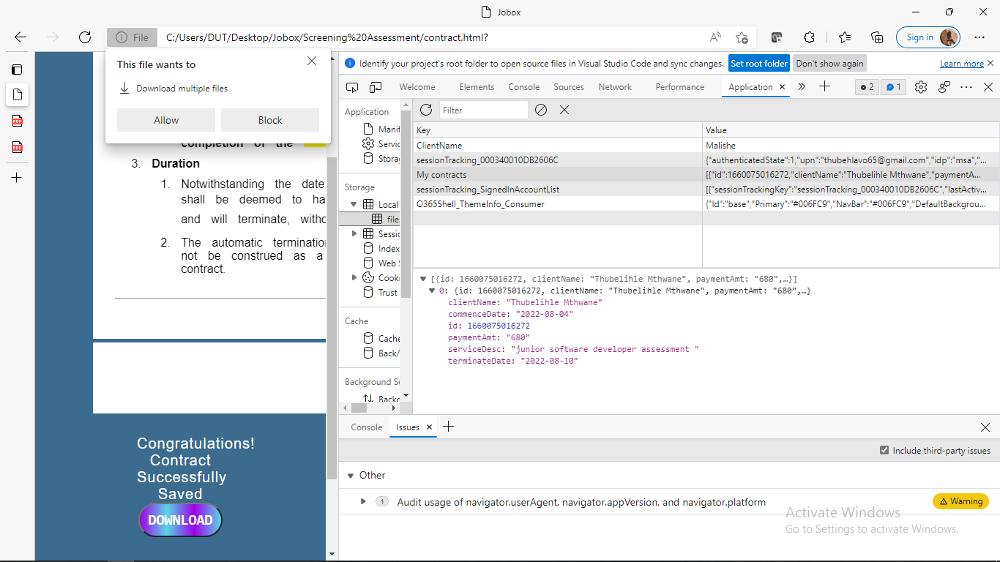 Jobox
File
C:/Users/DUT/Desktop/Jobox/Screening%20Assessment/contract.html?
Sign in
This file wants to
Download multiple files
Allow
Block
completion of the
3. Duration
1. Notwithstanding the date
shall be deemed to ha
and will terminate, witho
2. The automatic termination
not be construed as a
contract.
Congratulations!
Contract
Successfully
Saved
DOWNLOAD
Identify your project's root folder to open source files in Visual Studio Code and sync changes.
Set root folder
Don't show again
Learn more
Welcome
Elements
Console
Sources
Network
Performance
Application
2
1
Application
Manif
Servic
Stora
Storage
Local
file
Sessio
Index
Web S
Cooki
Trust
Cache
Cache
Back/
Background Se
Backg
Filter
Key
Value
ClientName
Malishe
sessionTracking_000340010DB2606C
{"authenticatedState":1,"upn":"thubehlavo65@gmail.com","idp":"msa","...
My contracts
[{"id":1660075016272,"clientName":"Thubelihle Mthwane","paymentA...
sessionTracking_SignedInAccountList
[{"sessionTrackingKey":"sessionTracking_000340010DB2606C","lastActiv...
O365Shell_ThemeInfo_Consumer
{"Id":"base","Primary":"#006FC9","NavBar":"#006FC9","DefaultBackgrou...
[{id: 1660075016272, clientName: "Thubelihle Mthwane", paymentAmt: "680",…}]
0: {id: 1660075016272, clientName: "Thubelihle Mthwane", paymentAmt: "680",…}
clientName: "Thubelihle Mthwane"
commenceDate: "2022-08-04"
id: 1660075016272
paymentAmt: "680"
serviceDesc: "junior software developer assessment "
terminateDate: "2022-08-10"
Console
Issues
Include third-party issues
Other
1
Audit usage of navigator.userAgent, navigator.appVersion, and navigator.platform
Warning
Activate Windows
Go to Settings to activate Windows.